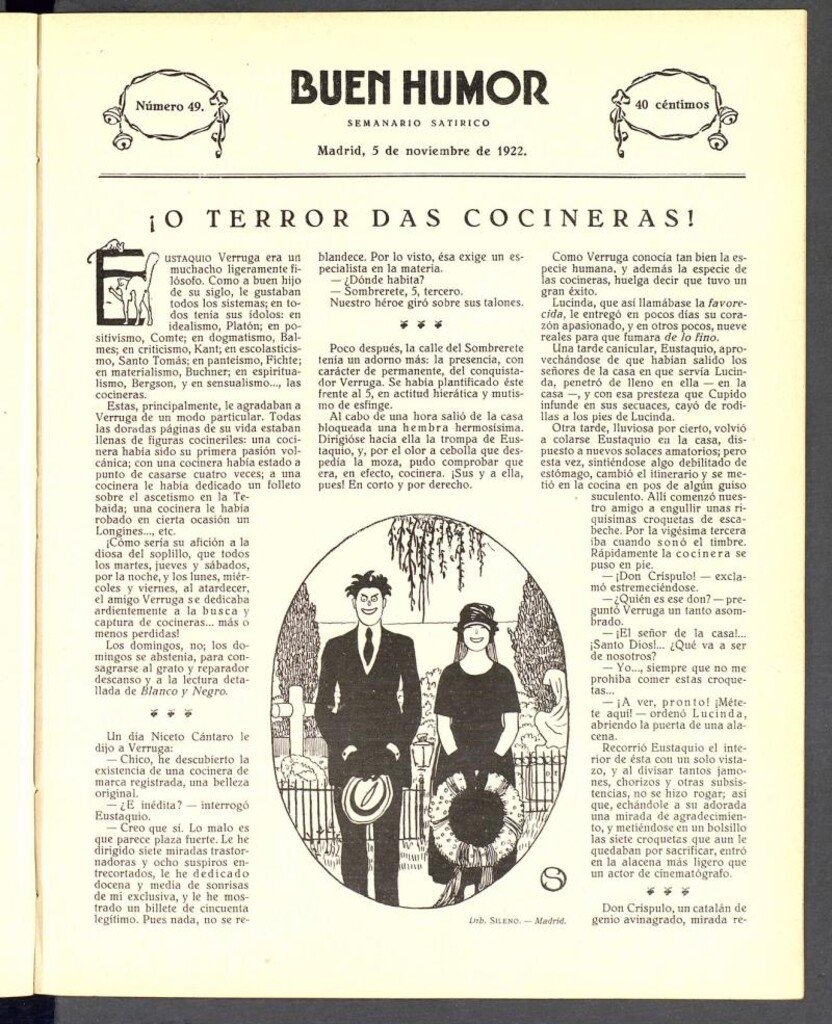 Número 49.
BUEN HUMOR
SEMANARIO SATIRICO
Madrid, 5 de noviembre de 1922.
40 céntimos
¡O TERROR DAS COCINERAS!
EUSTAQUIO Verruga era un
muchacho ligeramente fi-
lósofo. Como a buen hijo
de su siglo, le gustaban
todos los sistemas; en to-
dos tenía sus ídolos: en
idealismo, Platón; en po-
sitivismo, Comte; en dogmatismo, Bal-
mes; en criticismo, Kant; en escolasticis-
mo, Santo Tomás; en panteísmo, Fichte;
en materialismo, Buchner; en espiritua-
lismo, Bergson, y en sensualismo..., las
cocineras.
Estas, principalmente, le agradaban a
Verruga de un modo particular. Todas
las doradas páginas de su vida estaban
llenas de figuras cocineriles: una coci-
nera había sido su primera pasión vol-
cánica; con una cocinera había estado a
punto de casarse cuatro veces; a una
cocinera le había dedicado un folleto
sobre el ascetismo en la Te-
baida; una cocinera le había
robado en cierta ocasión un
Longines..., etc.
¡Cómo sería su afición a la
diosa del soplillo, que todos
los martes, jueves y sábados,
por la noche, y los lunes, miér-
coles y viernes, al atardecer,
el amigo Verruga se dedicaba
ardientemente a la busca y
captura de cocineras... más o
menos perdidas!
Los domingos, no; los do-
mingos se abstenía, para con-
sagrarse al grato y reparador
descanso y a la lectura deta-
llada de Blanco y Negro.
Un día Niceto Cántaro le
dijo a Verruga:
— Chico, he descubierto la
existencia de una cocinera de
marca registrada, una belleza
original.
— ¿E inédita? — interrogó
Eustaquio.
— Creo que sí. Lo malo es
que parece plaza fuerte. Le he
dirigido siete miradas trastor-
nadoras y ocho suspiros en-
trecortados, le he dedicado
docena y media de sonrisas
de mi exclusiva, y le he mos-
trado un billete de cincuenta
legítimo. Pues nada, no se re-
blandece. Por lo visto, ésa exige un es-
pecialista en la materia.
— ¿Dónde habita?
— Sombrerete, 5, tercero.
Nuestro héroe giró sobre sus talones.
Poco después, la calle del Sombrerete
tenía un adorno más: la presencia, con
carácter de permanente, del conquista-
dor Verruga. Se había plantificado éste
frente al 5, en actitud hierática y mutis-
mo de esfinge.
Al cabo de una hora salió de la casa
bloqueada una hembra hermosísima.
Dirigióse hacia ella la trompa de Eus-
taquio, y, por el olor a cebolla que des-
pedía la moza, pudo comprobar que
era, en efecto, cocinera. ¡Sus y a ella,
pues! En corto y por derecho.
S
Dib. SILENO. — Madrid.
Como Verruga conocía tan bien la es-
pecie humana, y además la especie de
las cocineras, huelga decir que tuvo un
gran éxito.
Lucinda, que así llamábase la favore-
cida, le entregó en pocos días su cora-
zón apasionado, y en otros pocos, nueve
reales para que fumara de lo fino.
Una tarde canicular, Eustaquio, apro-
vechándose de que habían salido los
señores de la casa en que servía Lucin-
da, penetró de lleno en ella — en la
casa —, y con esa presteza que Cupido
infunde en sus secuaces, cayó de rodi-
llas a los pies de Lucinda.
Otra tarde, lluviosa por cierto, volvió
a colarse Eustaquio en la casa, dis-
puesto a nuevos solaces amatorios; pero
esta vez, sintiéndose algo debilitado de
estómago, cambió el itinerario y se me-
tió en la cocina en pos de algún guiso
suculento. Allí comenzó nues-
tro amigo a engullir unas ri-
quísimas croquetas de esca-
beche. Por la vigésima tercera
iba cuando sonó el timbre.
Rápidamente la cocinera se
puso en pie.
— ¡Don Críspulo! — excla-
mó estremeciéndose.
— ¿Quién es ese don? — pre-
guntó Verruga un tanto asom-
brado.
— ¡El señor de la casa!...
¡Santo Dios!... ¿Qué va a ser
de nosotros?
— Yo..., siempre que no me
prohíba comer estas croque-
tas...
— ¡A ver, pronto! ¡Méte-
te aquí! — ordenó Lucinda,
abriendo la puerta de una ala-
cena.
Recorrió Eustaquio el inte-
rior de ésta con un solo vista-
zo, y al divisar tantos jamo-
nes, chorizos y otras subsis-
tencias, no se hizo rogar; así
que, echándole a su adorada
una mirada de agradecimien-
to, y metiéndose en un bolsillo
las siete croquetas que aun le
quedaban por sacrificar, entró
en la alacena más ligero que
un actor de cinematógrafo.
Don Críspulo, un catalán de
genio avinagrado, mirada re-